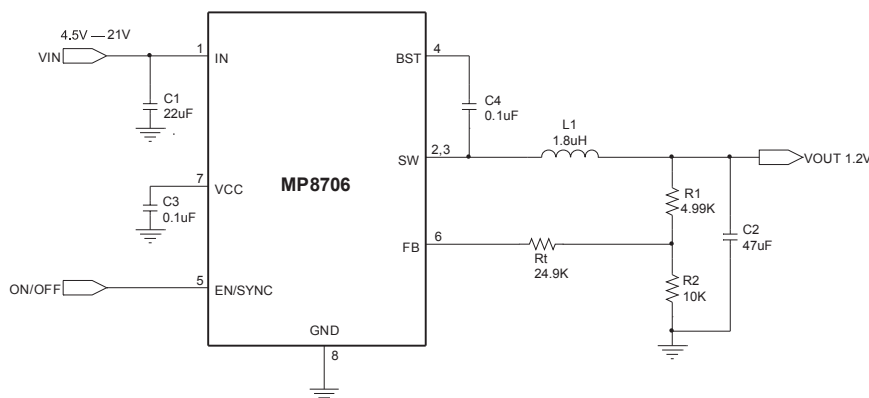 4.5V — 21V
VIN
1
IN
C1
22uF
BST
4
C4
0.1uF
L1
1.8uH
SW
2,3
VOUT 1.2V
7
VCC
C3
0.1uF
MP8706
R1
4.99K
C2
47uF
FB
6
Rt
24.9K
R2
10K
ON/OFF
5
EN/SYNC
GND
8